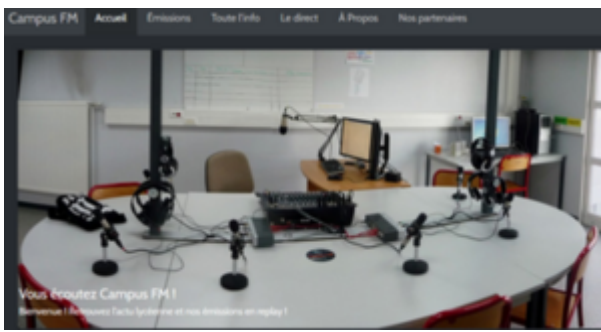 Campus FM Accueil Émissions Toute l'info Le direct À Propos Nos partenaires
Vous écoutez Campus FM !
Bienvenue ! Retrouvez l'actu lycéenne et nos émissions en replay !